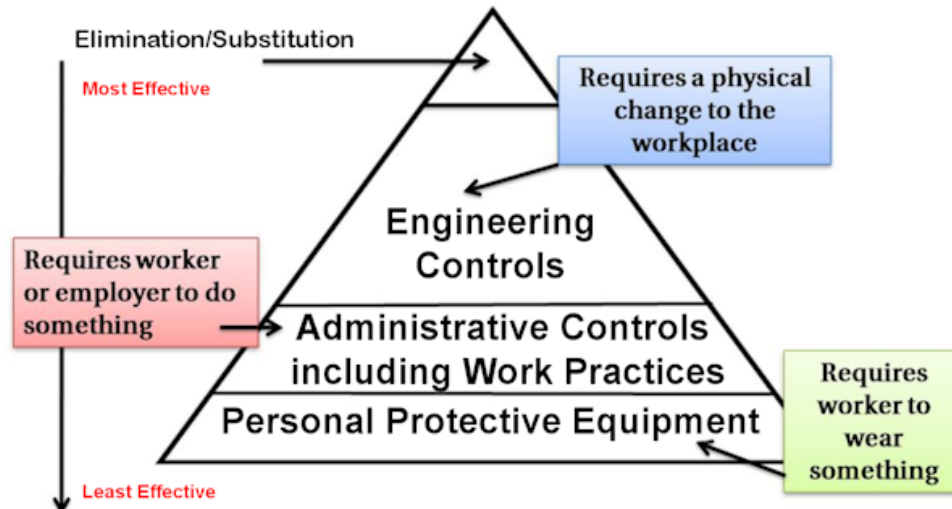 Elimination/Substitution
Most Effective
Requires a physical
change to the
workplace
Engineering
Controls
Requires worker
or employer to do
something
Administrative Controls
including Work Practices
Personal Protective Equipment
Requires
worker to
wear
something
Least Effective